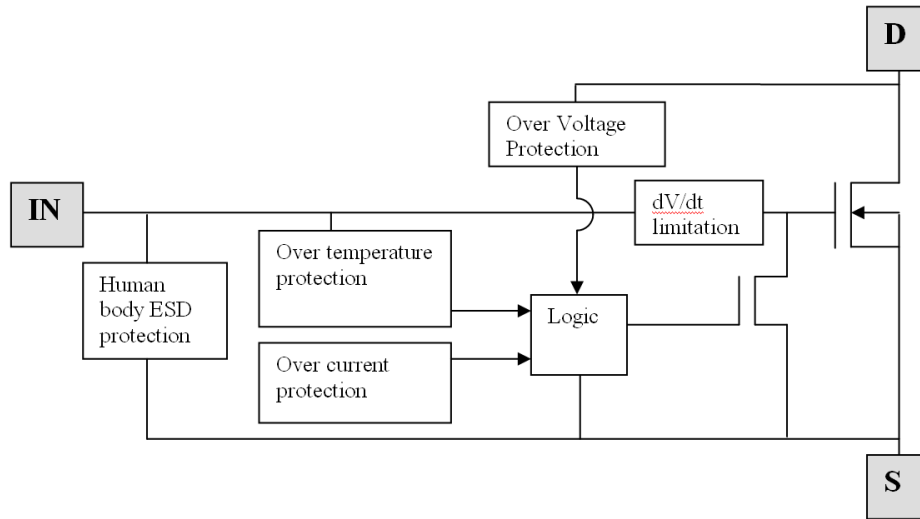 D
Over Voltage
Protection
IN
dV/dt
limitation
Over temperature
protection
Human
body ESD
protection
Logic
Over current
protection
S